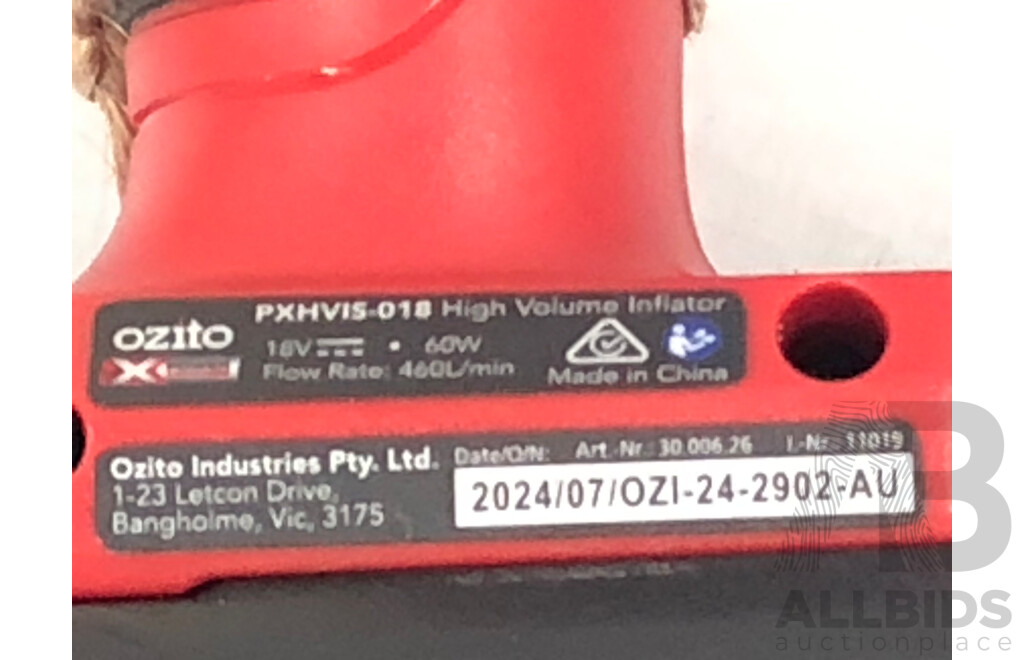 PXHVIS-018 High Volume Inflator
ozito
18V 60W
Flow Rate: 460L/min
Made in China
Ozito Industries Pty. Ltd.
1-23 Letcon Drive,
Bangholme, Vic, 3175
Date/O/N: Art.-Nr.: 30.006.26 I.-Nr.: 11019
2024/07/OZI-24-2902-AU
ALLBIDS
auctionplace